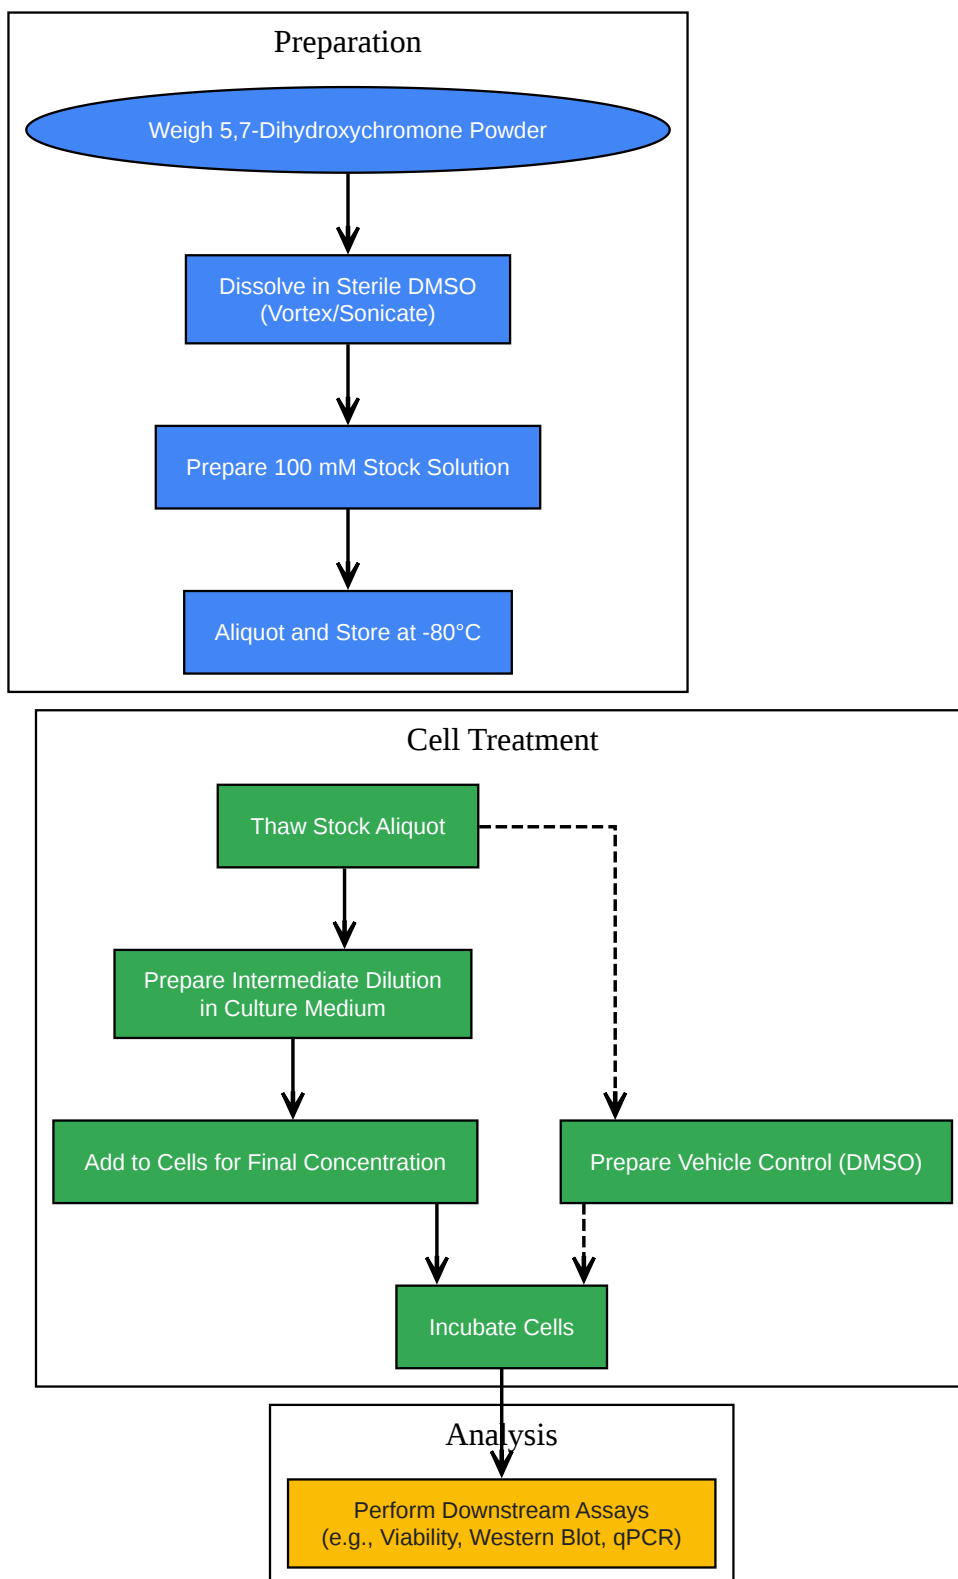 Preparation
Weigh 5,7-Dihydroxychromone Powder
Dissolve in Sterile DMSO
(Vortex/Sonicate)
Prepare 100 mM Stock Solution
Aliquot and Store at -80°C
Cell Treatment
Thaw Stock Aliquot
Prepare Intermediate Dilution
in Culture Medium
Add to Cells for Final Concentration
Prepare Vehicle Control (DMSO)
Incubate Cells
Analysis
Perform Downstream Assays
(e.g., Viability, Western Blot, qPCR)